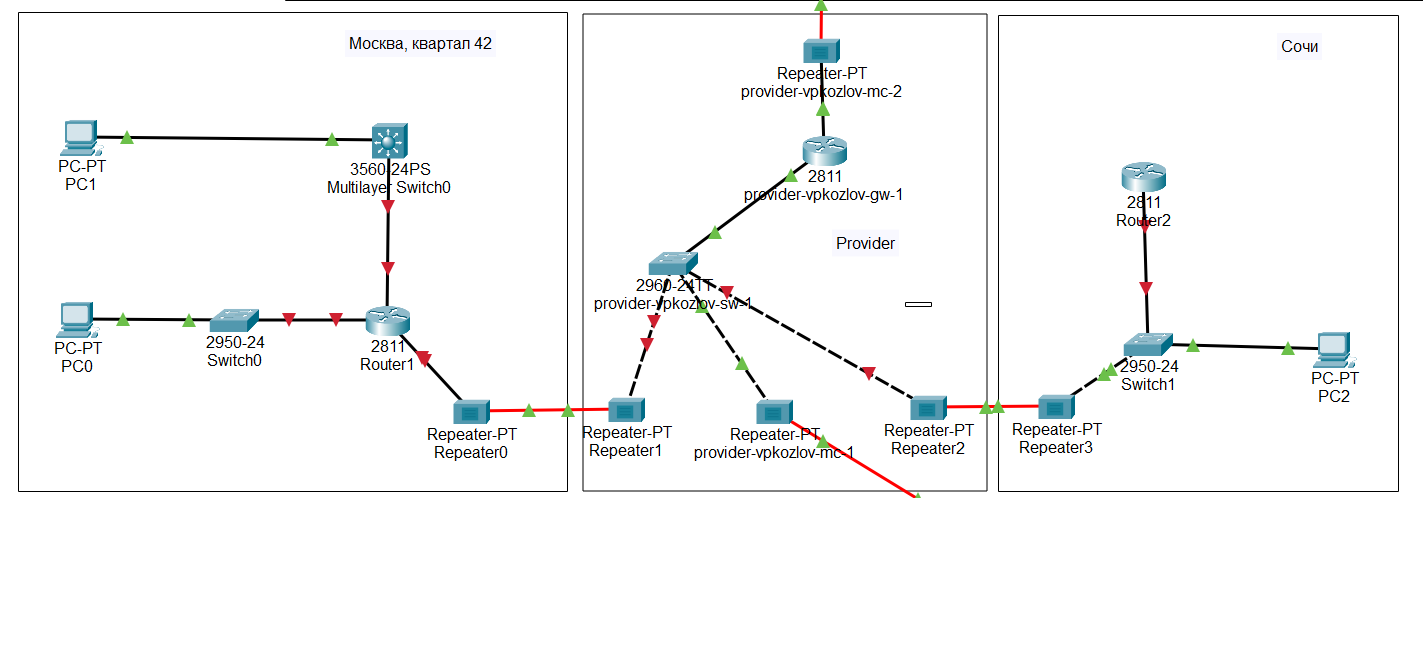 Москва, квартал 42
PC-PT
PC1
3560-24PS
Multilayer Switch0
PC-PT
PC0
2950-24
Switch0
2811
Router1
Repeater-PT
Repeater0
Repeater-PT
provider-vpkozlov-mc-2
2811
provider-vpkozlov-gw-1
Provider
2960-24TT
provider-vpkozlov-sw-1
Repeater-PT
Repeater1
Repeater-PT
provider-vpkozlov-mc-1
Repeater-PT
Repeater2
Сочи
2811
Router2
2950-24
Switch1
PC-PT
PC2
Repeater-PT
Repeater3